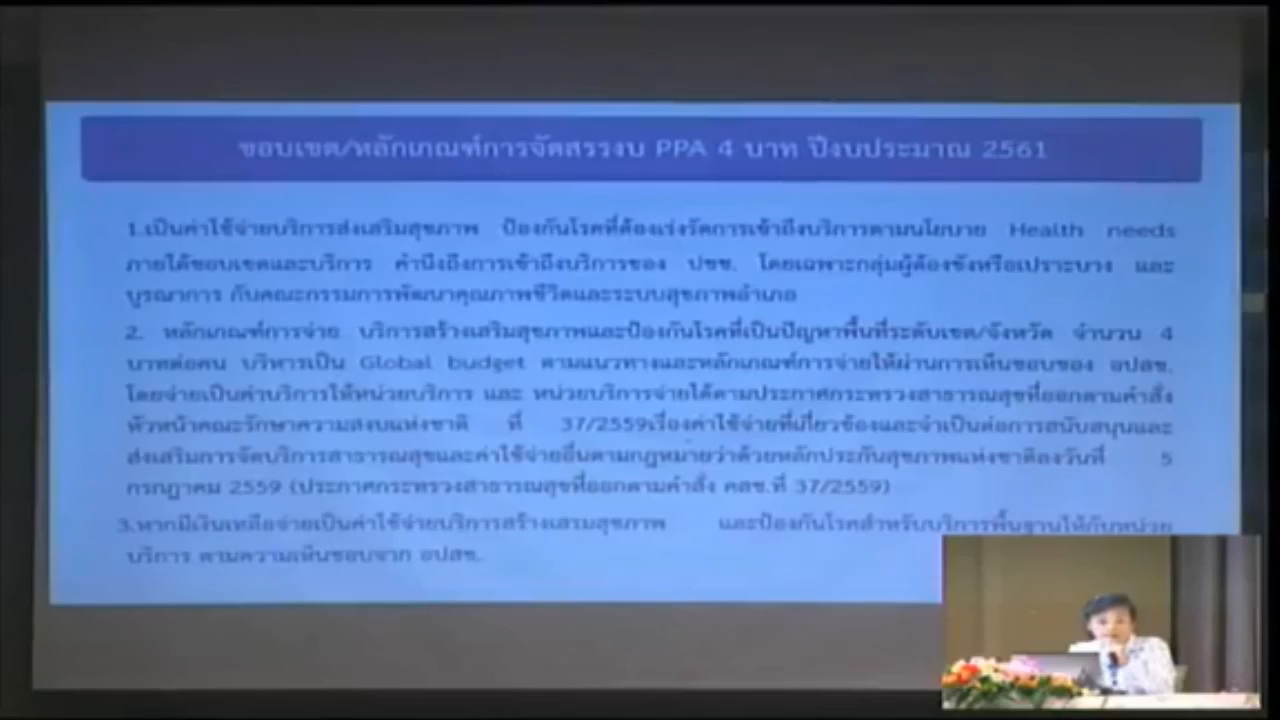 ขอบเขต/หลักเกณฑ์การจัดสรรงบ PPA 4 บาท ปีงบประมาณ 2561
1.เป็นค่าใช้จ่ายบริการส่งเสริมสุขภาพ ป้องกันโรคที่ต้องเร่งรัดการเข้าถึงบริการตามนโยบาย Health needs
ภายใต้ขอบเขตและบริการ คำนึงถึงการเข้าถึงบริการของ ปชช. โดยเฉพาะกลุ่มผู้ต้องขังหรือเปราะบาง และ
บูรณาการ กับคณะกรรมการพัฒนาคุณภาพชีวิตและระบบสุขภาพอำเภอ
2. หลักเกณฑ์การจ่าย บริการสร้างเสริมสุขภาพและป้องกันโรคที่เป็นปัญหาพื้นที่ระดับเขต/จังหวัด จำนวน 4
บาทต่อคน บริหารเป็น Global budget ตามแนวทางและหลักเกณฑ์การจ่ายให้ผ่านการเห็นชอบของ อปสข.
โดยจ่ายเป็นค่าบริการให้หน่วยบริการ และ หน่วยบริการจ่ายได้ตามประกาศกระทรวงสาธารณสุขที่ออกตามคำสั่ง
หัวหน้าคณะรักษาความสงบแห่งชาติ ที่ 37/2559เรื่องค่าใช้จ่ายที่เกี่ยวข้องและจำเป็นต่อการสนับสนุนและ
ส่งเสริมการจัดบริการสาธารณสุขและค่าใช้จ่ายอื่นตามกฎหมายว่าด้วยหลักประกันสุขภาพแห่งชาติลงวันที่ 5
กรกฎาคม 2559 (ประกาศกระทรวงสาธารณสุขที่ออกตามคำสั่ง คสช.ที่ 37/2559)
3.หากมีเงินเหลือจ่ายเป็นค่าใช้จ่ายบริการสร้างเสรมสุขภาพ และป้องกันโรคสำหรับบริการพื้นฐานให้กับหน่วย
บริการ ตามความเห็นชอบจาก อปสข.